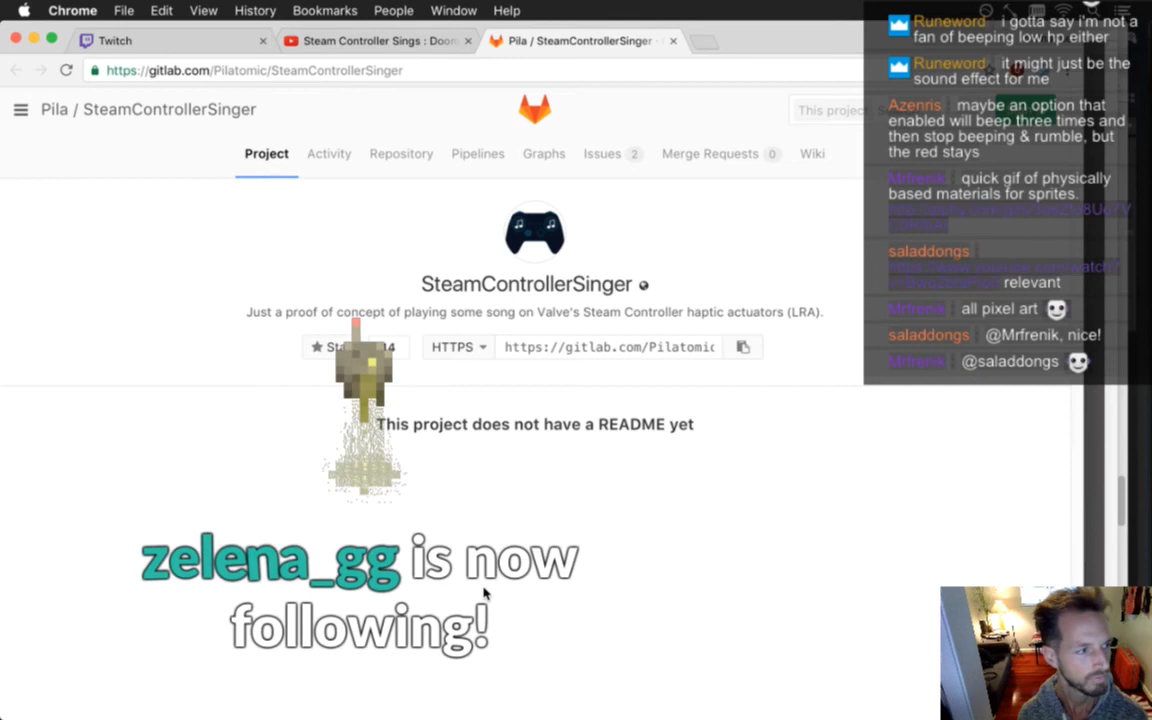 Chrome File Edit View History Bookmarks People Window Help
Twitch
Steam Controller Sings : Doom
Pila / SteamControllerSinger ·
https://gitlab.com/Pilatomic/SteamControllerSinger
Pila / SteamControllerSinger
This project
Project Activity Repository Pipelines Graphs Issues 2 Merge Requests 0 Wiki
SteamControllerSinger
Just a proof of concept of playing some song on Valve's Steam Controller haptic actuators (LRA).
HTTPS https://gitlab.com/Pilatomic
This project does not have a README yet
zelena_gg is now
following!
Runeword i gotta say i'm not a
fan of beeping low hp either
Runeword it might just be the
sound effect for me
Azenris maybe an option that
enabled will beep three times and
then stop beeping & rumble, but
the red stays
Mrfrenik quick gif of physically
based materials for sprites.
saladdongs
relevant
Mrfrenik all pixel art
saladdongs @Mrfrenik, nice!
Mrfrenik @saladdongs